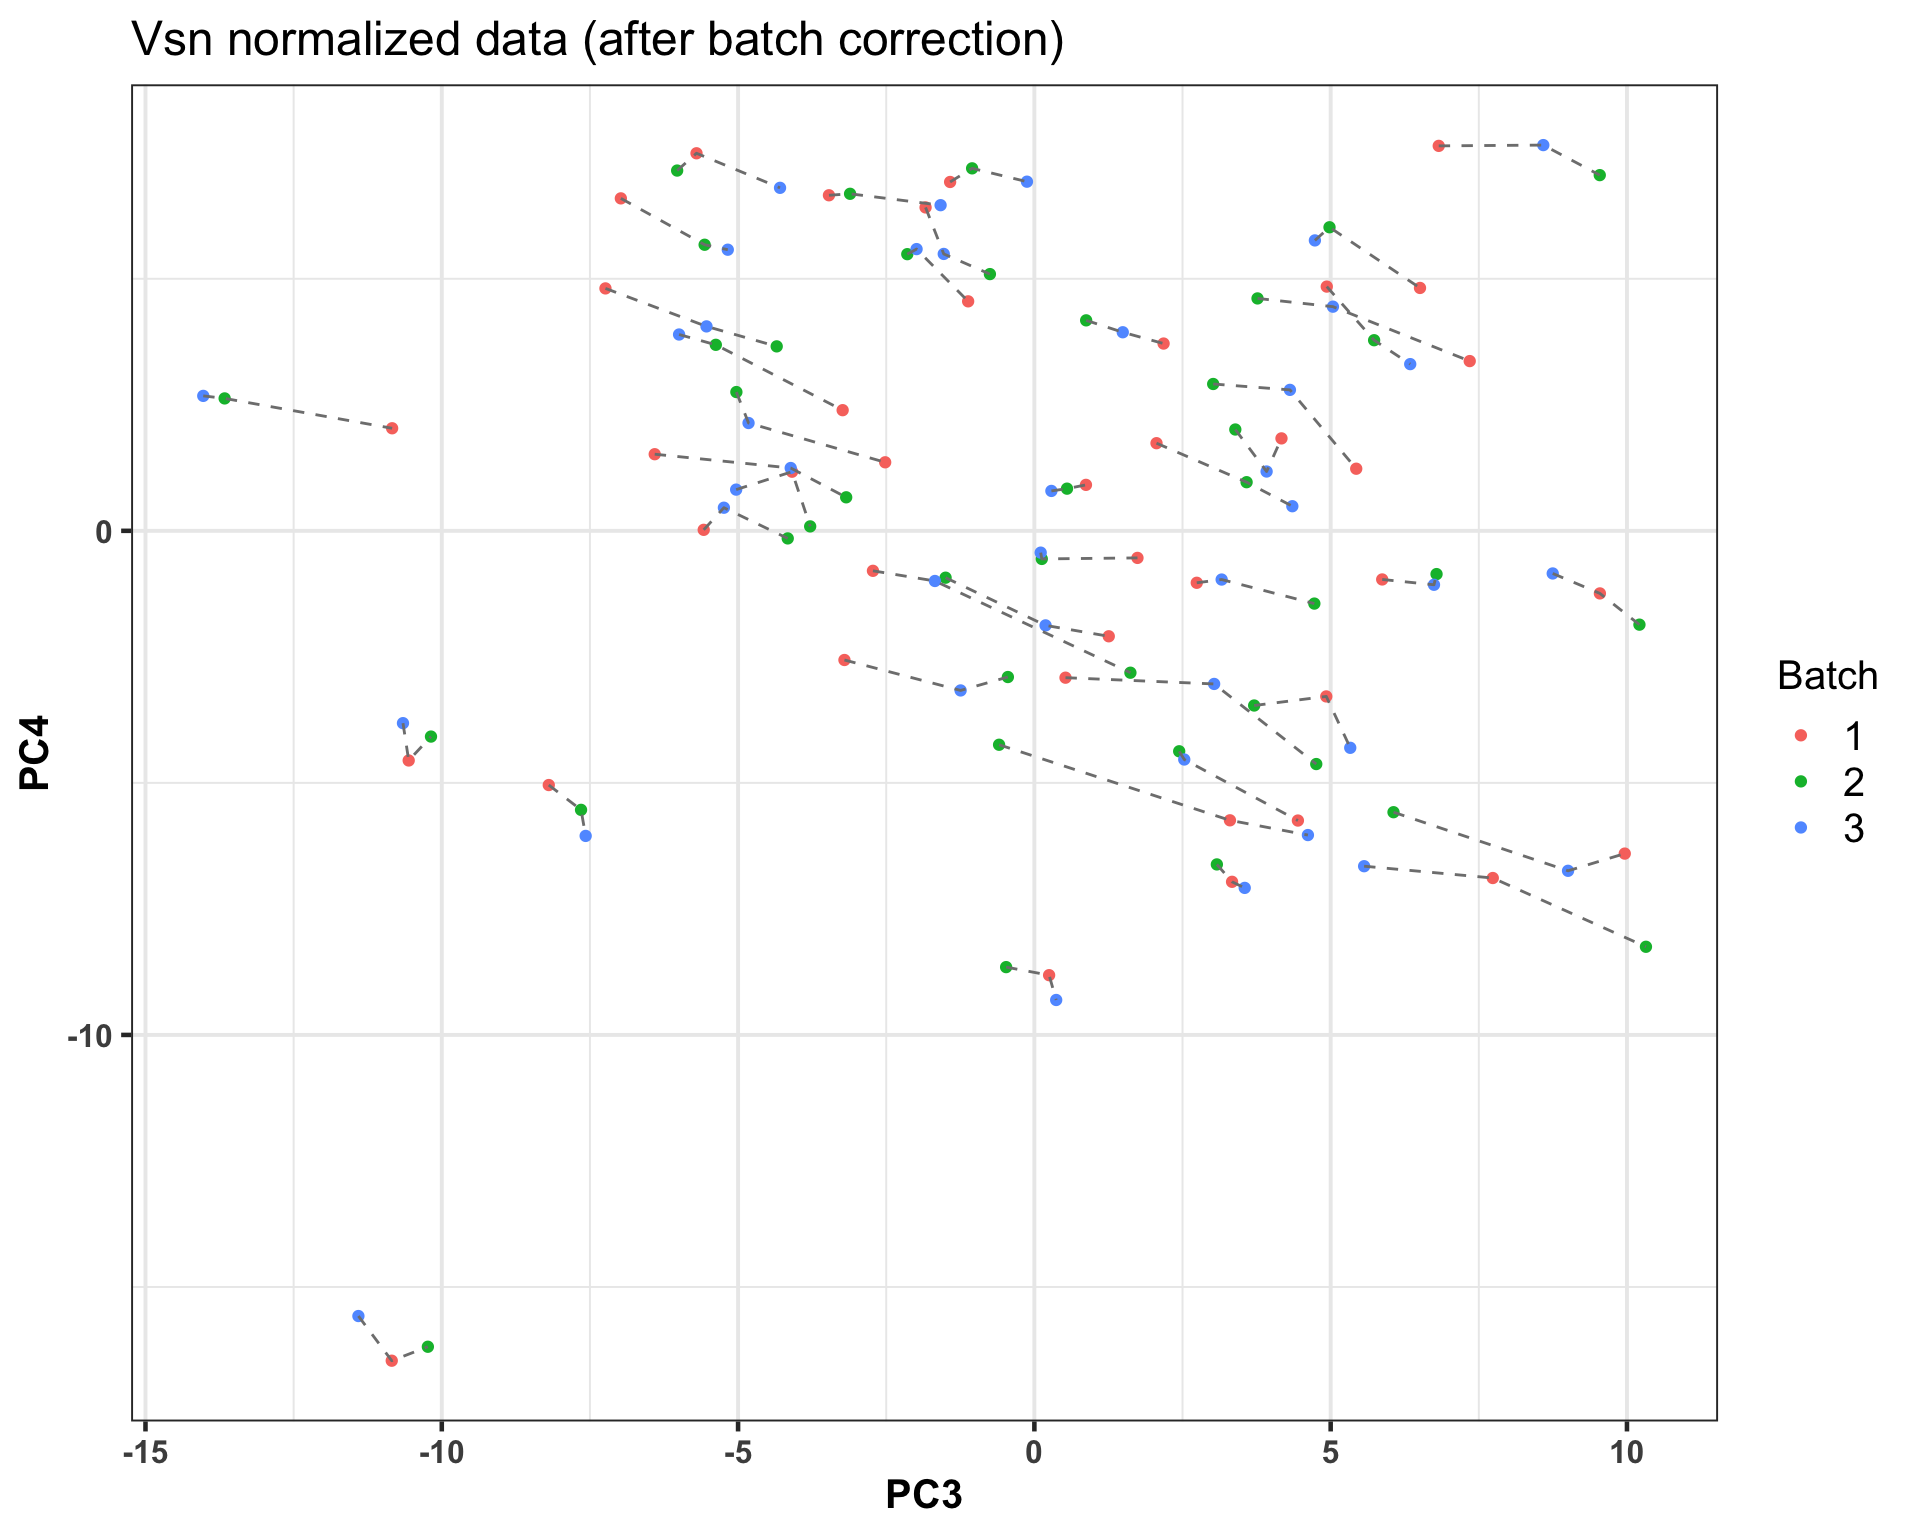 Vsn normalized data (after batch correction)
0
-10
PC4
-15 -10 -5 0 5 10
PC3
Batch
1
2
3